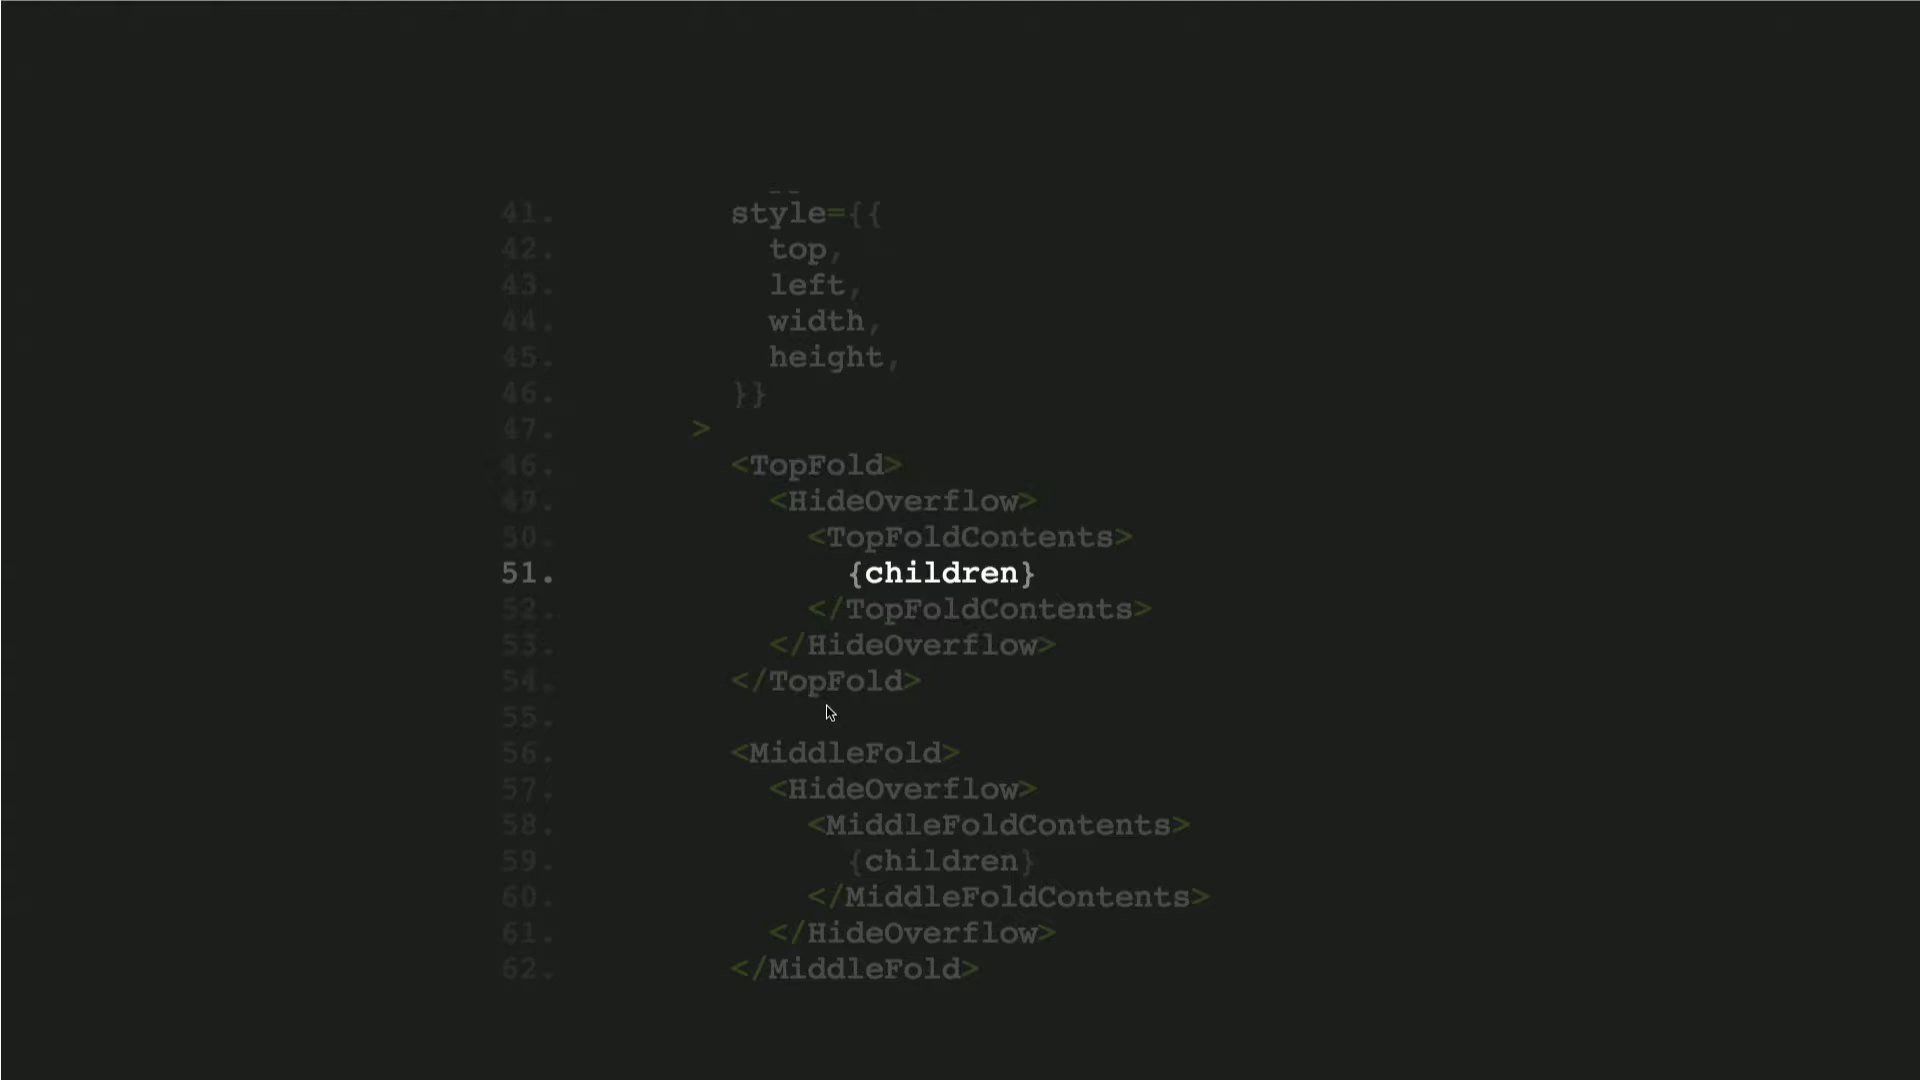 41. style={{
42. top,
43. left,
44. width,
45. height,
46. }}
47. >
46. <TopFold>
49. <HideOverflow>
50. <TopFoldContents>
51. {children}
52. </TopFoldContents>
53. </HideOverflow>
54. </TopFold>
55.
56. <MiddleFold>
57. <HideOverflow>
58. <MiddleFoldContents>
59. {children}
60. </MiddleFoldContents>
61. </HideOverflow>
62. </MiddleFold>